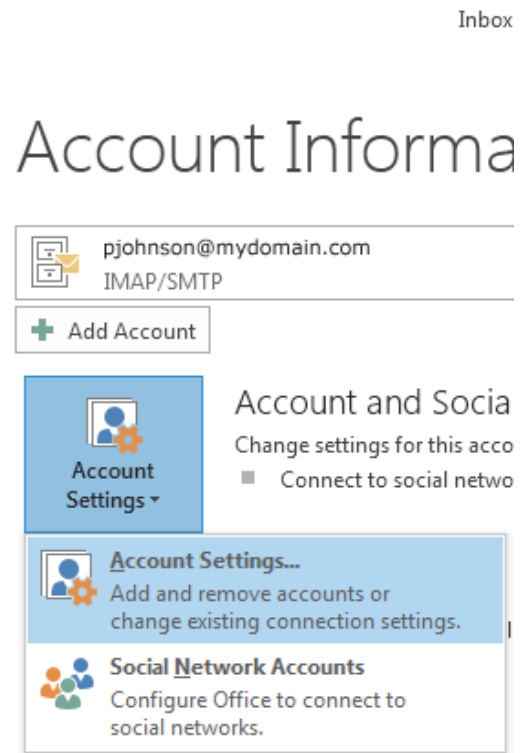 Inbox
Account Informa
pjohnson@mydomain.com
IMAP/SMTP
Add Account
Account
Settings
Account and Socia
Change settings for this acco
Connect to social netwo
Account Settings...
Add and remove accounts or
change existing connection settings.
Social Network Accounts
Configure Office to connect to
social networks.